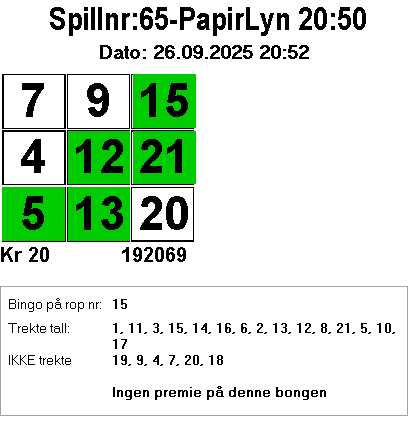 Spillnr:65-PapirLyn 20:50
Dato: 26.09.2025 20:52
7 9 15
4 12 21
5 13 20
Kr 20 192069
Bingo på rop nr: 15
Trekte tall: 1, 11, 3, 15, 14, 16, 6, 2, 13, 12, 8, 21, 5, 10,
17
IKKE trekte 19, 9, 4, 7, 20, 18
Ingen premie på denne bongen